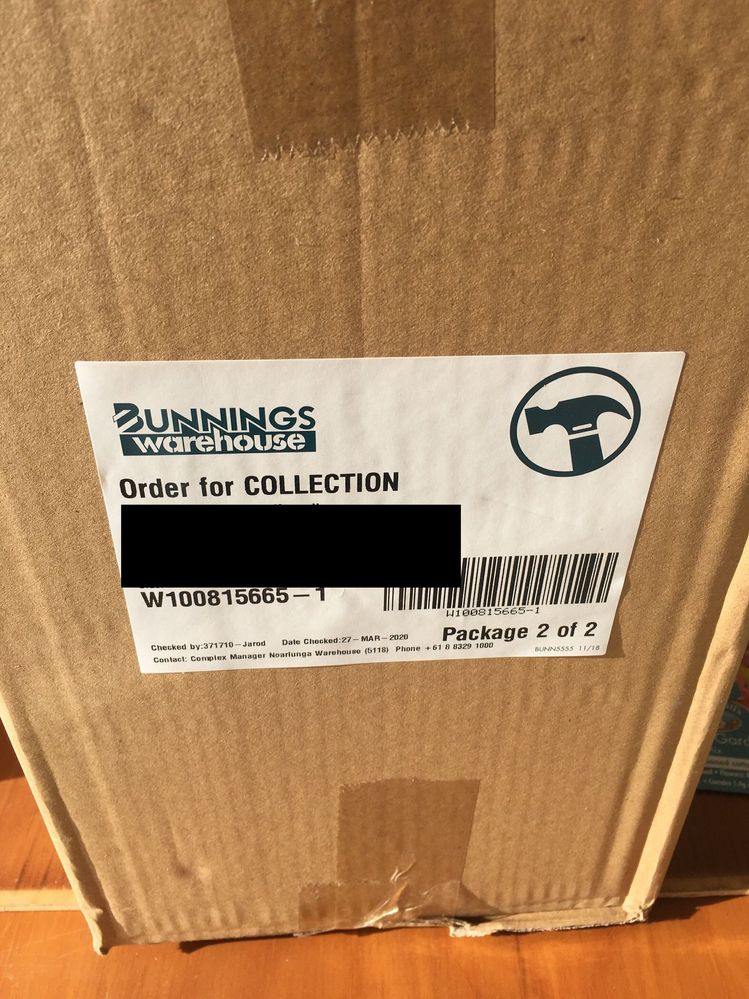 BUNNINGS
warehouse
Order for COLLECTION
W100815665-1
W100815665-1
Package 2 of 2
Checked by:371710-Jarod Date Checked:27-MAR-2020
Contact: Complex Manager Noarlunga Warehouse (5118) Phone +61 8 8329 1000
BUNN5555 11/18